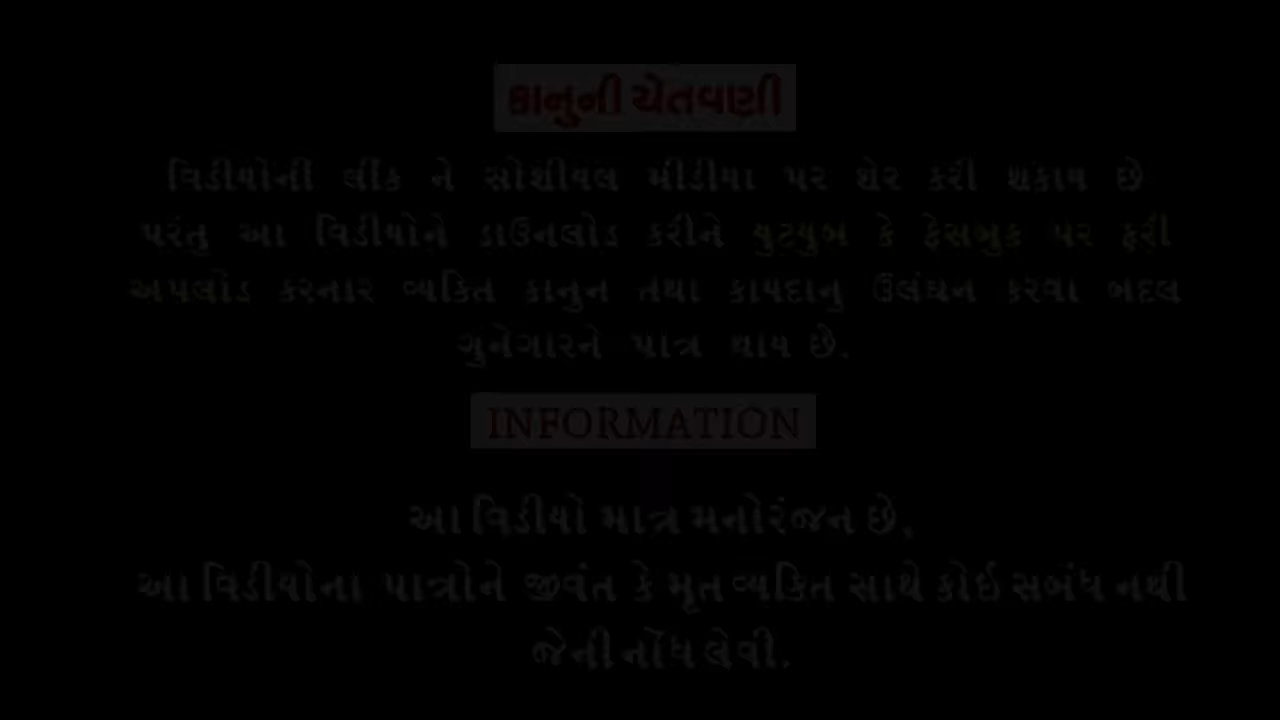 કાનુની ચેતવણી
વિડીયોની લીંક ને સોશીયલ મીડીયા પર શેર કરી શકાય છે
પરંતુ આ વિડીયોને ડાઉનલોડ કરીને યુટયુબ કે ફેસબુક પર ફરી
અપલોડ કરનાર વ્યકિત કાનુન તથા કાયદાનુ ઉલંઘન કરવા બદલ
ગુનેગારને પાત્ર થાય છે.
INFORMATION
આ વિડીયો માત્ર મનોરંજન છે,
આ વિડીયોના પાત્રોને જીવંત કે મૃત વ્યકિત સાથે કોઈ સબંધ નથી
જેની નોંધ લેવી.